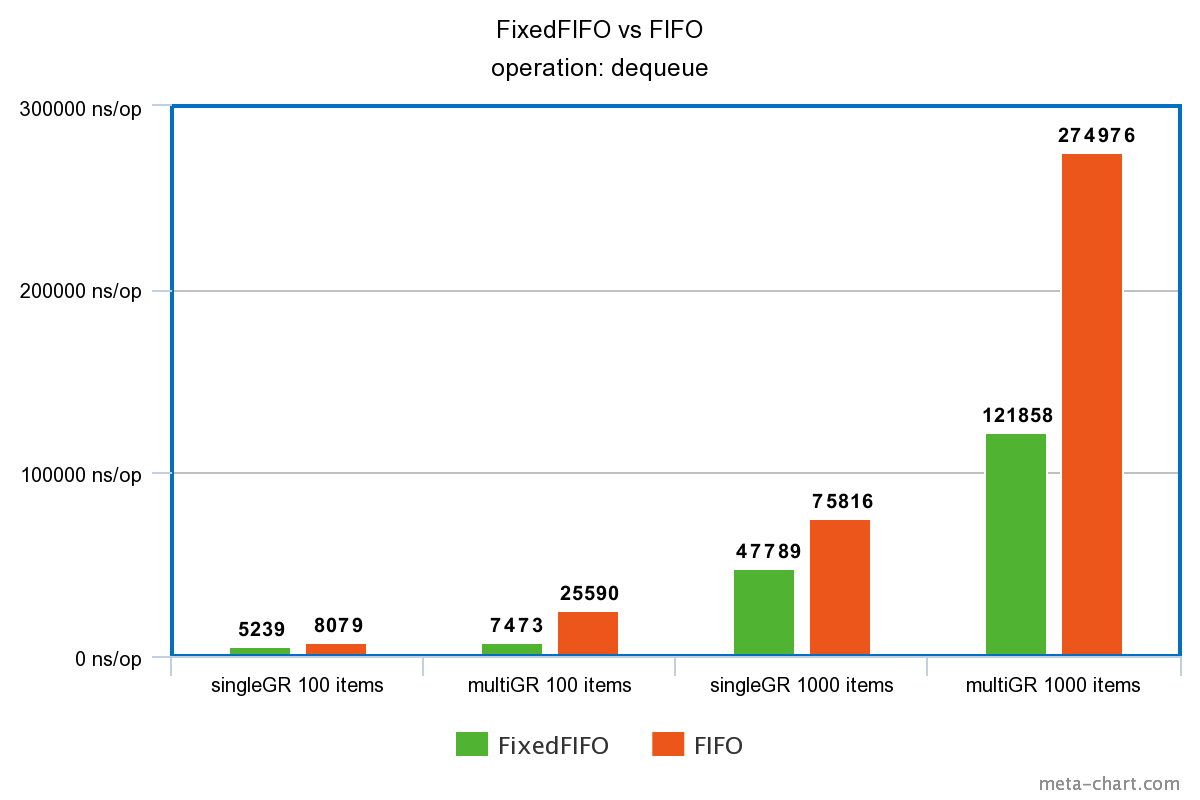 FixedFIFO vs FIFO
operation: dequeue
300000 ns/op
200000 ns/op
100000 ns/op
0 ns/op
5239
8079
7473
25590
47789
75816
121858
274976
singleGR 100 items
multiGR 100 items
singleGR 1000 items
multiGR 1000 items
FixedFIFO
FIFO
meta-chart.com